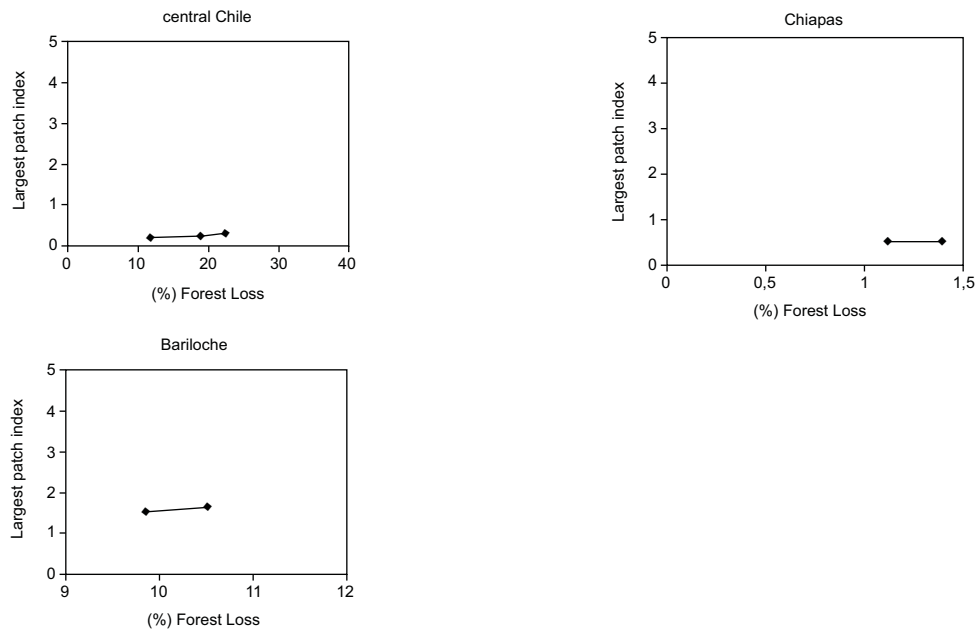 central Chile
5
4
3
2
1
0
Largest patch index
0 10 20 30 40
(%) Forest Loss
Chiapas
5
4
3
2
1
0
Largest patch index
0 0,5 1 1,5
(%) Forest Loss
Bariloche
5
4
3
2
1
0
Largest patch index
9 10 11 12
(%) Forest Loss